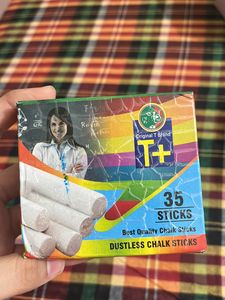 Original T Brand
T+
35
STICKS
Best Quality Chalk Sticks
DUSTLESS CHALK STICKS